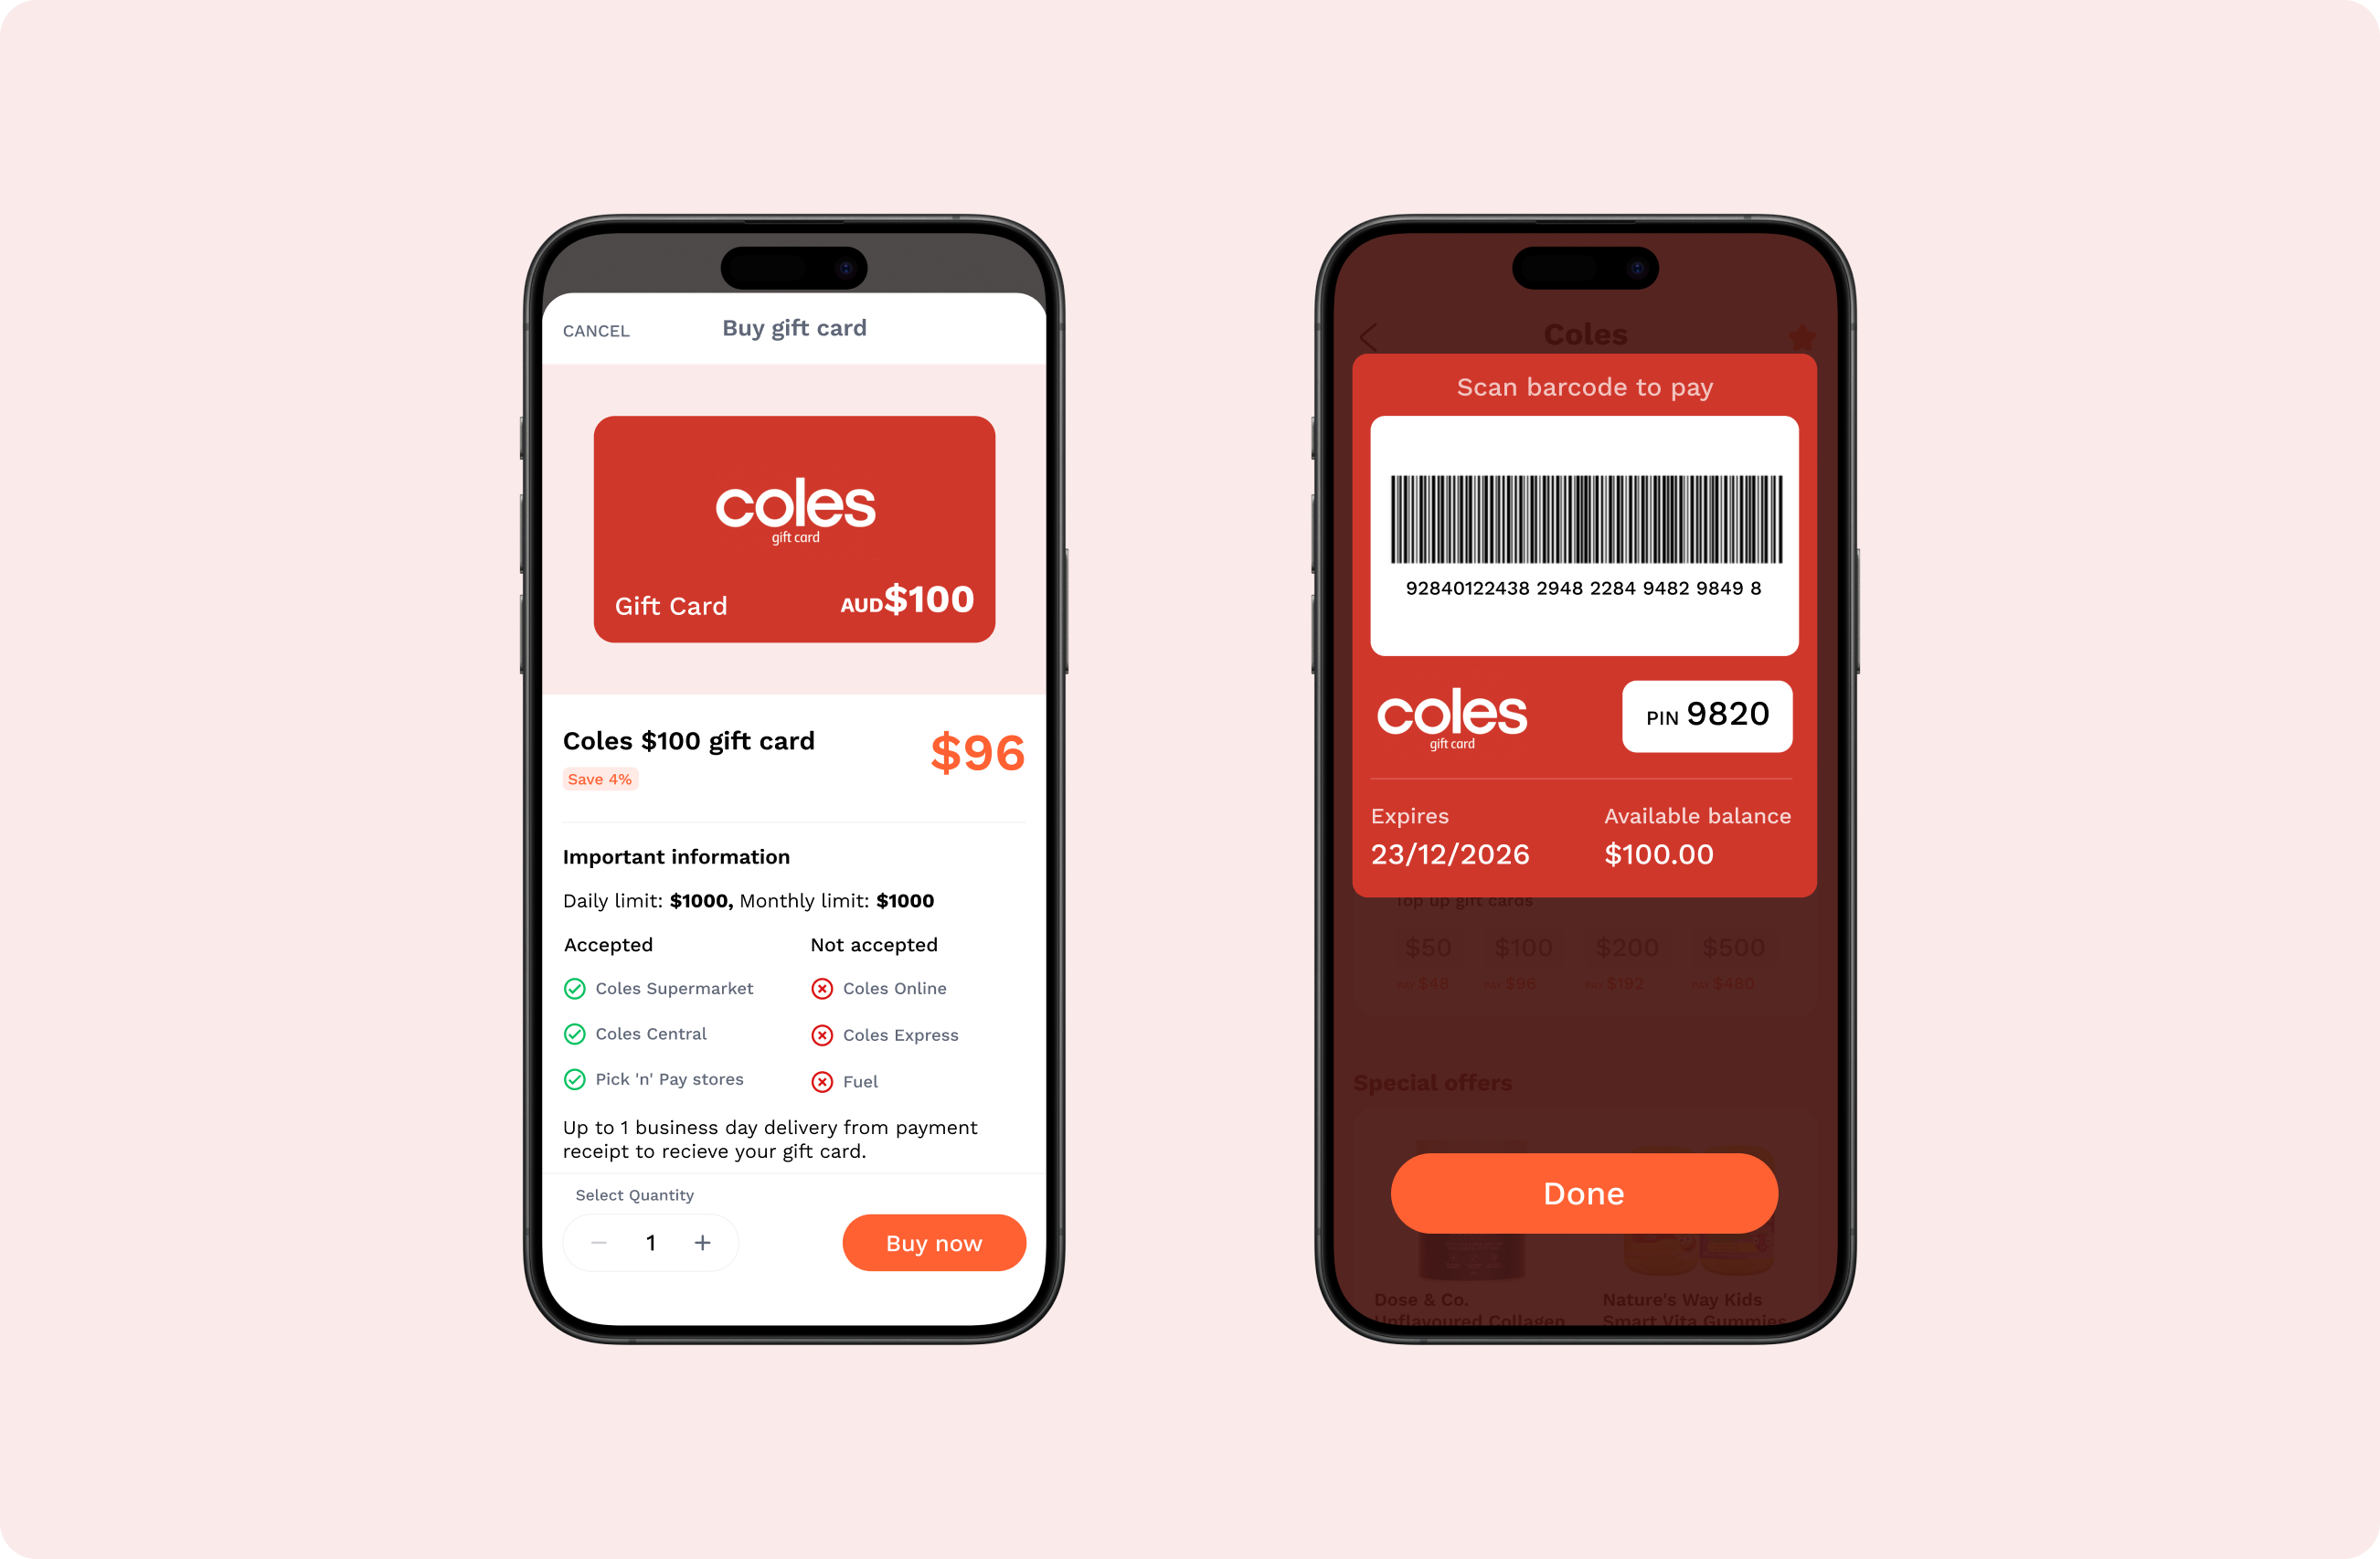 CANCEL
Buy gift card
coles
gift card
Gift Card
AUD$100
Coles $100 gift card
$96
Save 4%
Important information
Daily limit: $1000, Monthly limit: $1000
Accepted
Not accepted
Coles Supermarket
Coles Online
Coles Central
Coles Express
Pick 'n' Pay stores
Fuel
Up to 1 business day delivery from payment
receipt to recieve your gift card.
Select Quantity
1
Buy now
Coles
Scan barcode to pay
92840122438 2948 2284 9482 9849 8
coles
gift card
PIN 9820
Expires
Available balance
23/12/2026
$100.00
Top up gift cards
$50 $100 $200 $500
PAY $48 PAY $96 PAY $192 PAY $480
Special offers
Done
Dose & Co.
Nature's Way Kids
Unflavoured Collagen
Smart Vita Gummies